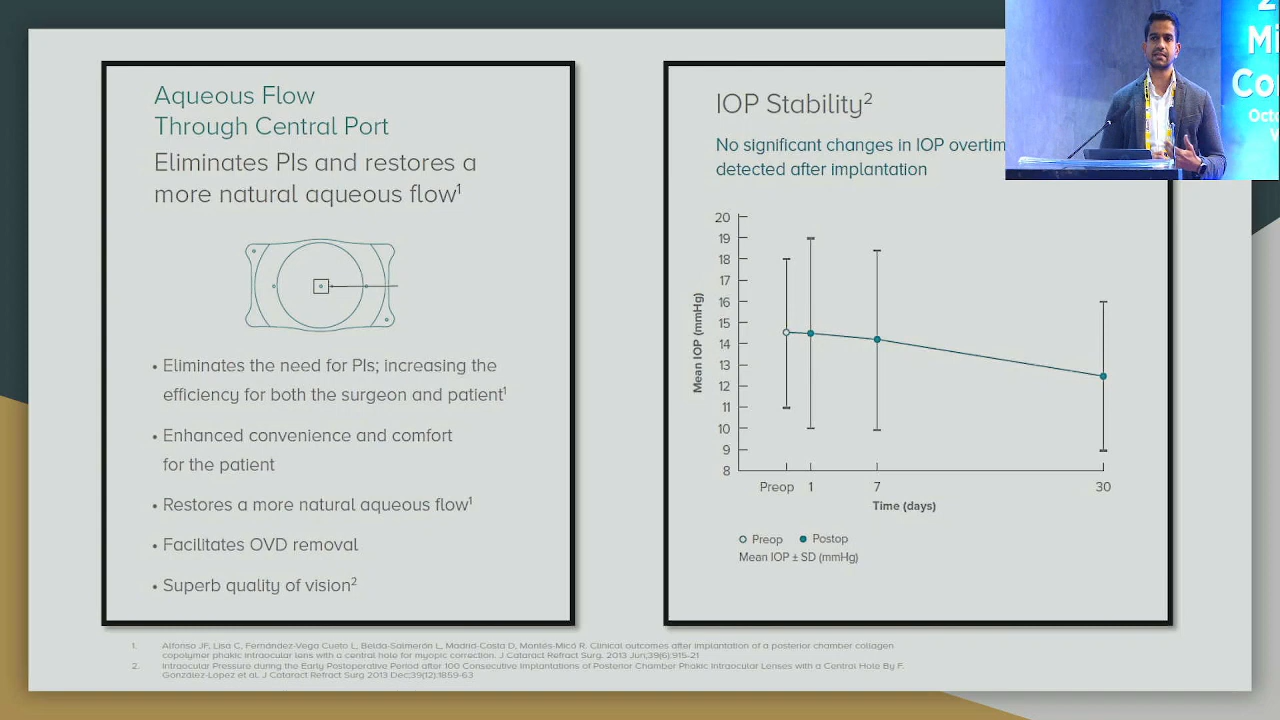 Aqueous Flow
Through Central Port
Eliminates PIs and restores a
more natural aqueous flow¹
• Eliminates the need for PIs; increasing the
efficiency for both the surgeon and patient¹
• Enhanced convenience and comfort
for the patient
• Restores a more natural aqueous flow¹
• Facilitates OVD removal
• Superb quality of vision²
IOP Stability²
No significant changes in IOP overtim
detected after implantation
20
19
18
17
16
15
14
13
12
11
10
9
8
Mean IOP (mmHg)
Preop 1 7 30
Time (days)
Preop Postop
Mean IOP ± SD (mmHg)
1. Alfonso JF, Lisa C, Fernández-Vega Cueto L, Belda-Salmerón L, Madrid-Costa D, Montés-Micó R. Clinical outcomes after implantation of a posterior chamber collagen
copolymer phakic intraocular lens with a central hole for myopic correction. J Cataract Refract Surg. 2013 Jun;39(6):915-21
2. Intraocular Pressure during the Early Postoperative Period after 100 Consecutive Implantations of Posterior Chamber Phakic Intraocular Lenses with a Central Hole By F.
González-Lopez et al. J Cataract Refract Surg 2013 Dec;39(12):1859-63
2
Mi
Co
Octo
V